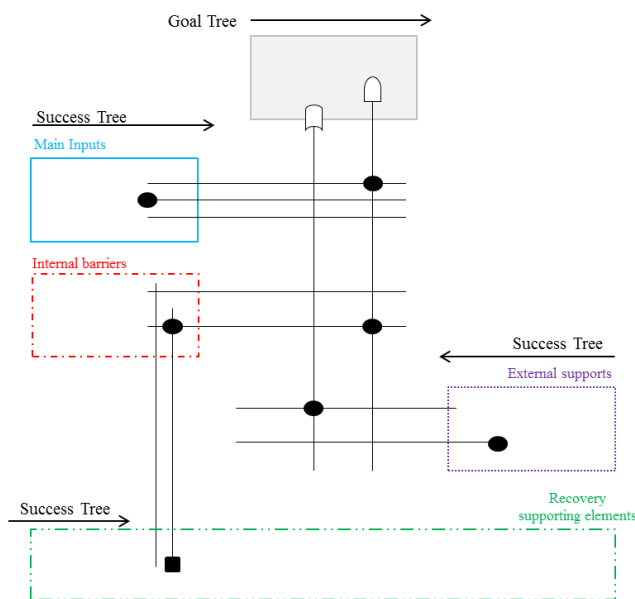 Goal Tree
Success Tree
Main Inputs
Internal barriers
Success Tree
External supports
Success Tree
Recovery
supporting elements